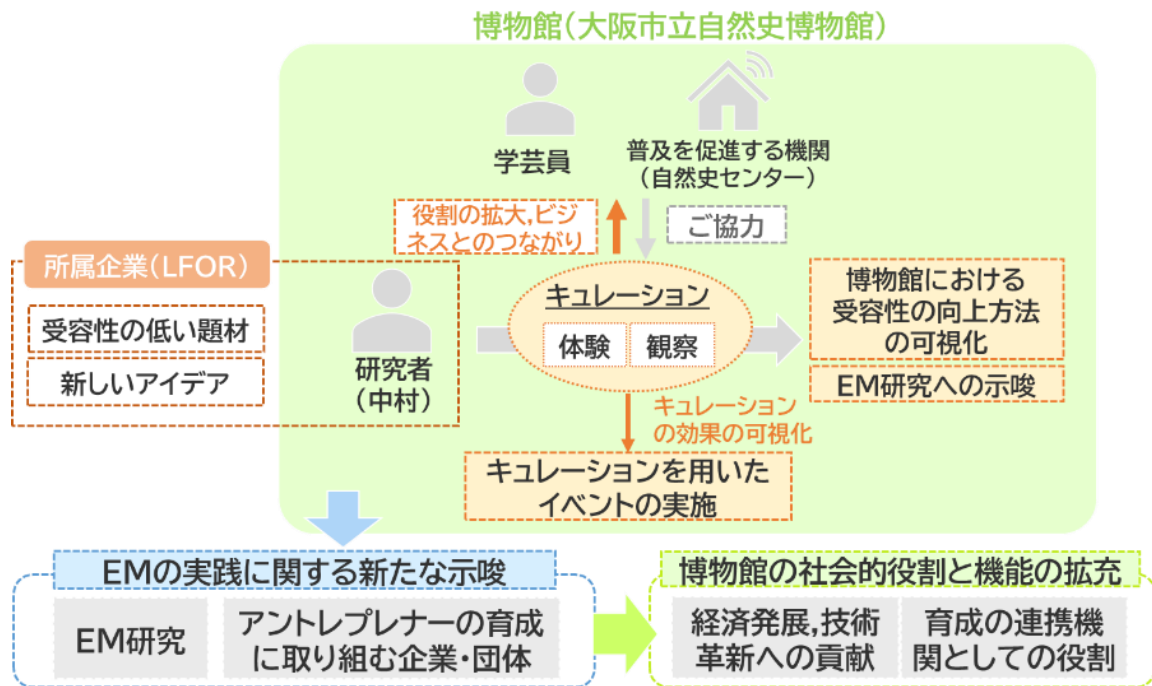 博物館(大阪市立自然史博物館)
学芸員
普及を促進する機関
(自然史センター)
役割の拡大,ビジ
ネスとのつながり
ご協力
所属企業(LFOR)
受容性の低い題材
新しいアイデア
研究者
(中村)
キュレーション
体験
観察
博物館における
受容性の向上方法
の可視化
EM研究への示唆
キュレーション
の効果の可視化
キュレーションを用いた
イベントの実施
EMの実践に関する新たな示唆
EM研究
アントレプレナーの育成
に取り組む企業・団体
博物館の社会的役割と機能の拡充
経済発展,技術
革新への貢献
育成の連携機
関としての役割